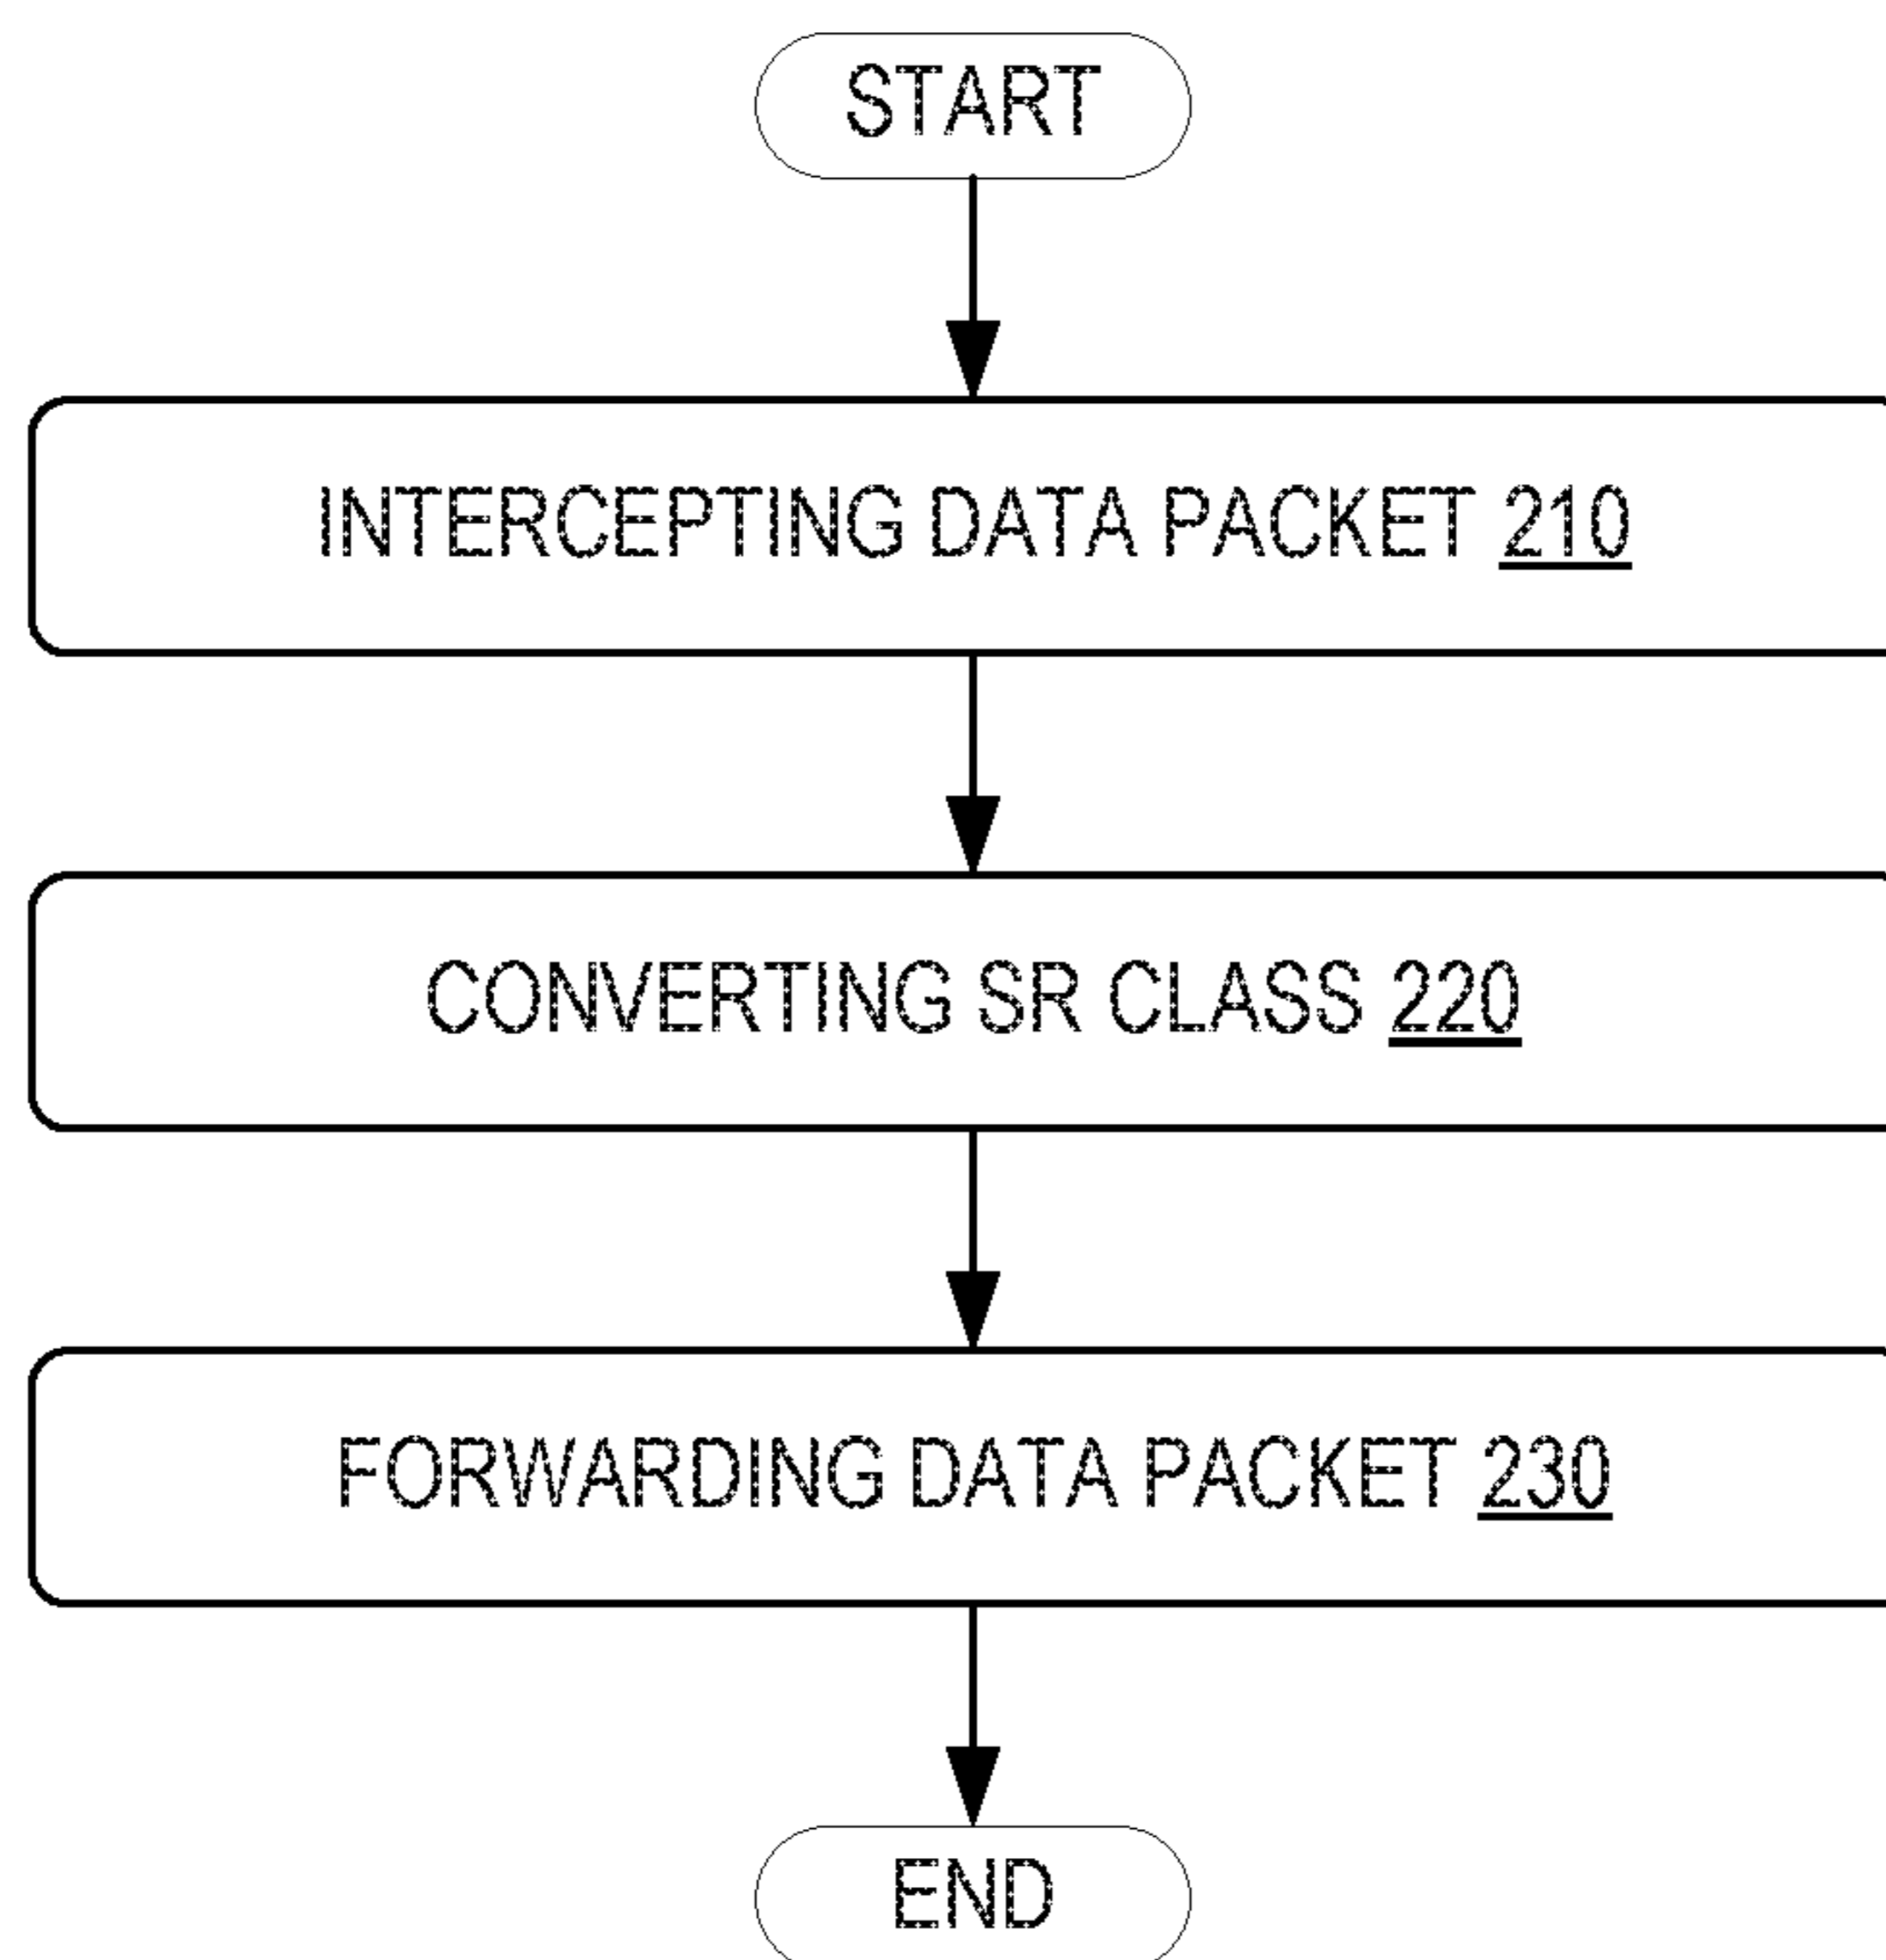 START
INTERCEPTING DATA PACKET 210
CONVERTING SR CLASS 220
FORWARDING DATA PACKET 230
END